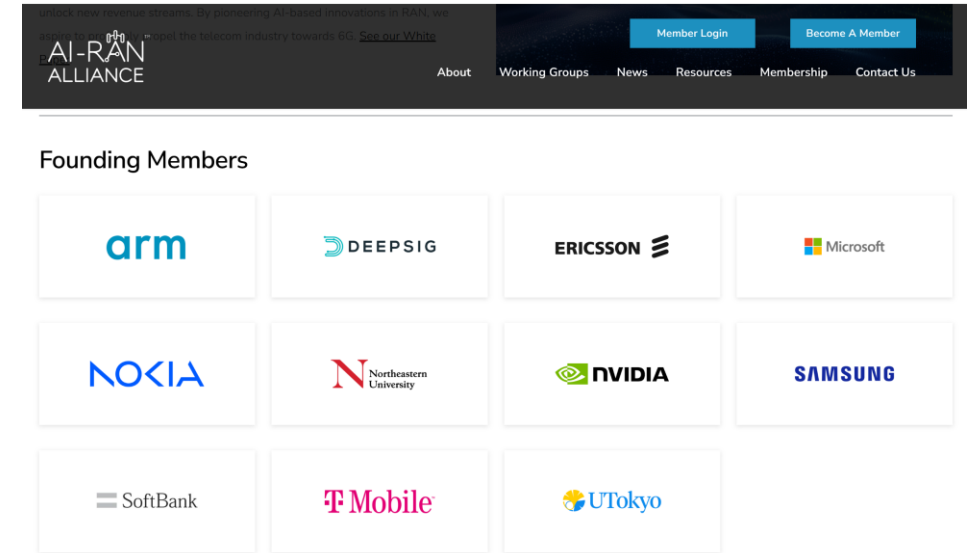 unlock new revenue streams. By pioneering AI-based innovations in RAN, we
aspire to propel the telecom industry towards 6G. See our White
AI-RAN
ALLIANCE
Member Login
Become A Member
About Working Groups News Resources Membership Contact Us
Founding Members
arm DEEPSIG ERICSSON Microsoft
NOKIA Northeastern
University NVIDIA SAMSUNG
SoftBank T Mobile UTokyo